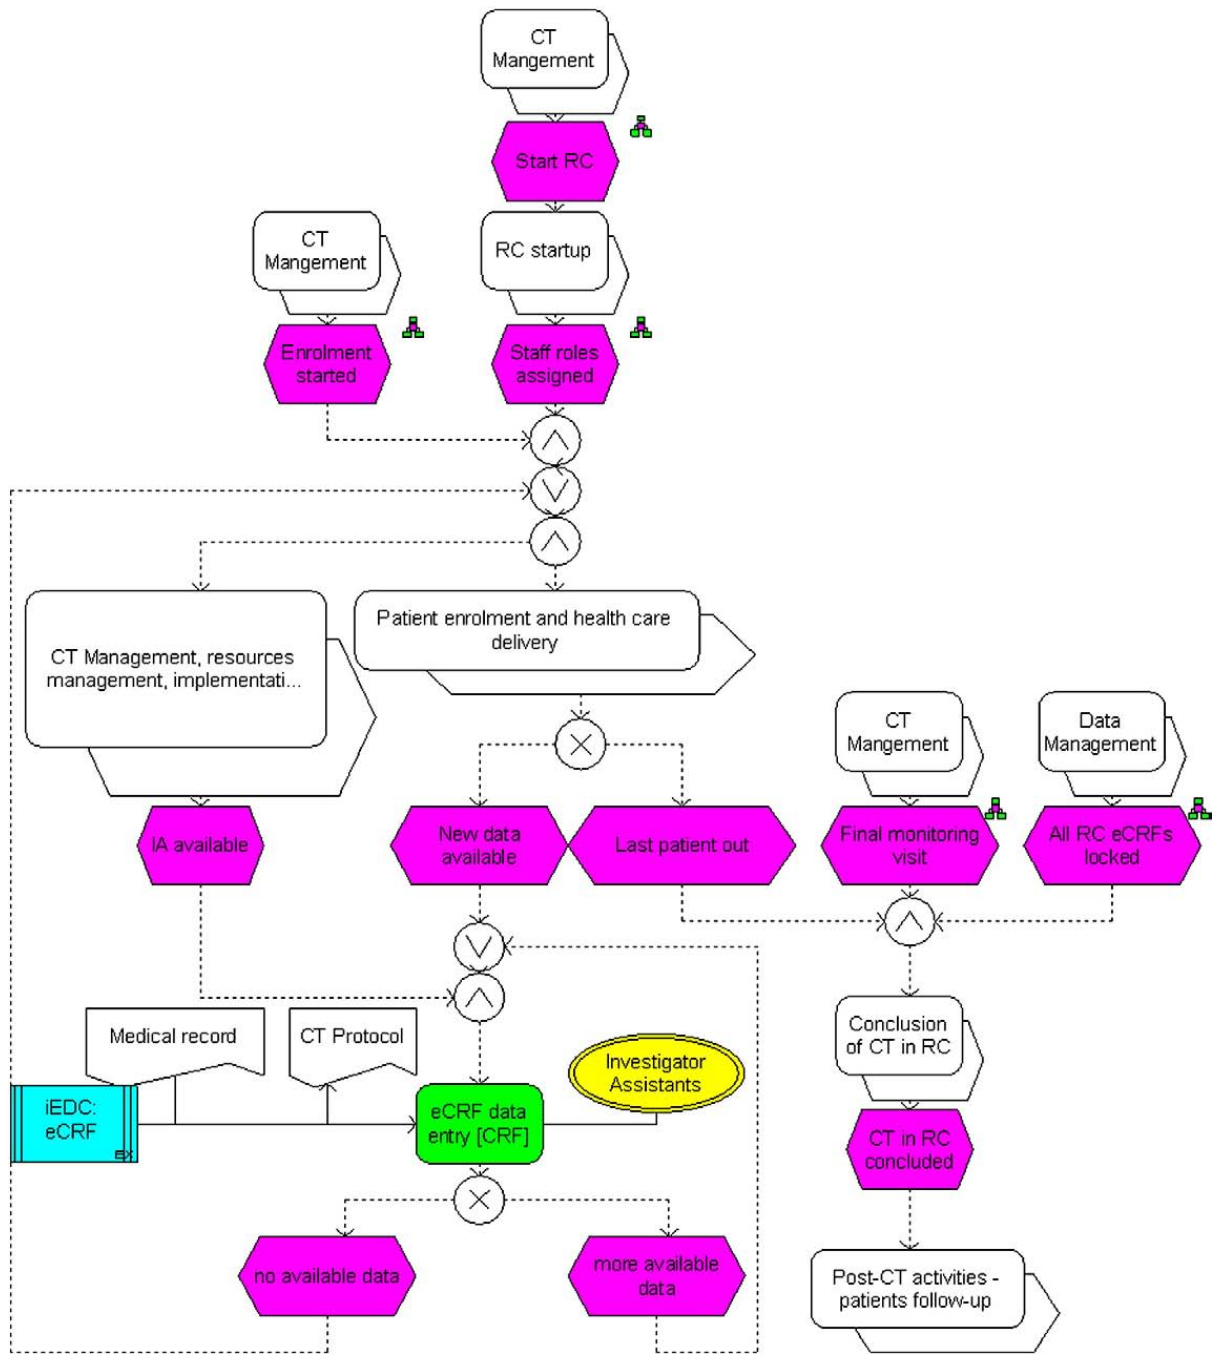 CT
Mangement
Start RC
CT
Mangement
RC startup
Enrolment
started
Staff roles
assigned
CT Management, resources
management, implementati...
Patient enrolment and health care
delivery
CT
Mangement
Data
Management
IA available
New data
available
Last patient out
Final monitoring
visit
All RC eCRFs
locked
Medical record
CT Protocol
Investigator
Assistants
Conclusion
of CT in RC
iEDC:
eCRF
EX
eCRF data
entry [CRF]
CT in RC
concluded
no available data
more available
data
Post-CT activities -
patients follow-up